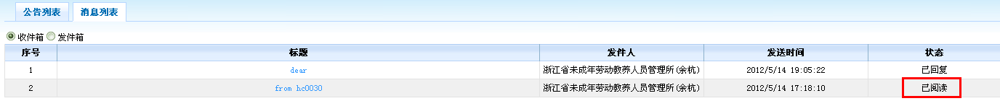 公告列表 消息列表
收件箱 发件箱
序号 标题 发件人 发送时间 状态
1 dear 浙江省未成年劳动教养人员管理所(余杭) 2012/5/14 19:05:22 已回复
2 from hc0030 浙江省未成年劳动教养人员管理所(余杭) 2012/5/14 17:18:10 已阅读